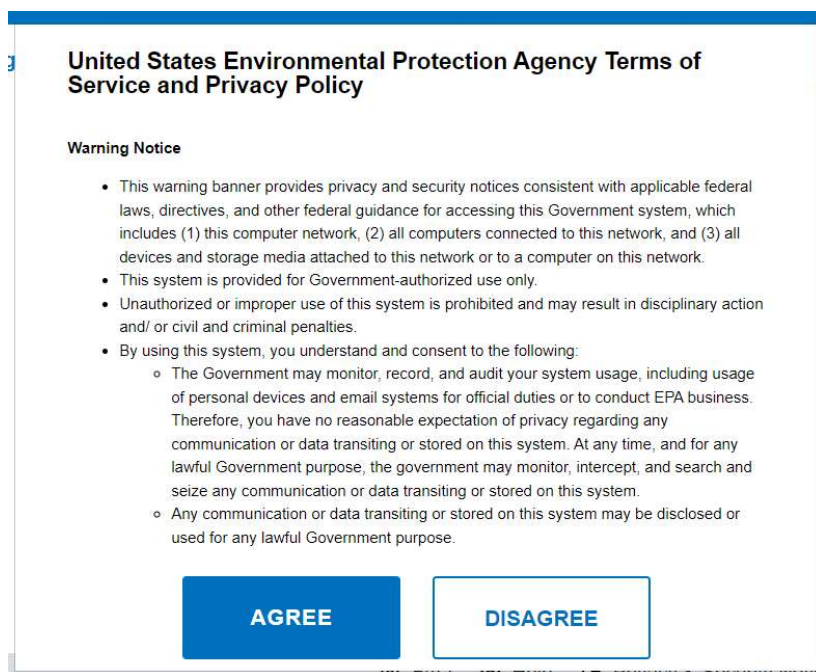 United States Environmental Protection Agency Terms of
Service and Privacy Policy
Warning Notice
• This warning banner provides privacy and security notices consistent with applicable federal
laws, directives, and other federal guidance for accessing this Government system, which
includes (1) this computer network, (2) all computers connected to this network, and (3) all
devices and storage media attached to this network or to a computer on this network.
• This system is provided for Government-authorized use only.
• Unauthorized or improper use of this system is prohibited and may result in disciplinary action
and/ or civil and criminal penalties.
• By using this system, you understand and consent to the following:
◦ The Government may monitor, record, and audit your system usage, including usage
of personal devices and email systems for official duties or to conduct EPA business.
Therefore, you have no reasonable expectation of privacy regarding any
communication or data transiting or stored on this system. At any time, and for any
lawful Government purpose, the government may monitor, intercept, and search and
seize any communication or data transiting or stored on this system.
◦ Any communication or data transiting or stored on this system may be disclosed or
used for any lawful Government purpose.
AGREE DISAGREE